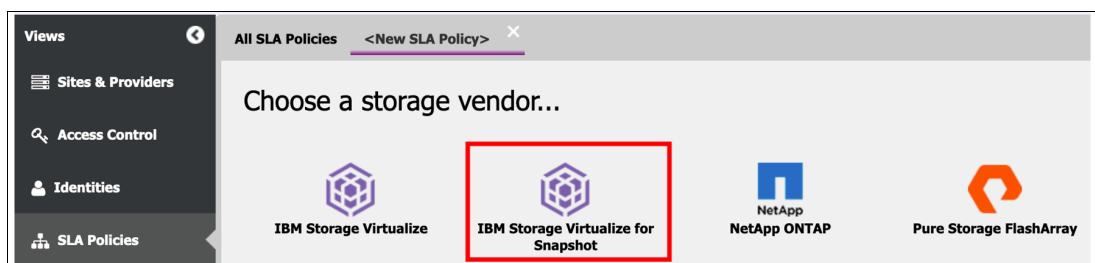 Views
All SLA Policies <New SLA Policy>
Sites & Providers
Choose a storage vendor...
Access Control
Identities
SLA Policies
IBM Storage Virtualize
IBM Storage Virtualize for
Snapshot
NetApp
NetApp ONTAP
Pure Storage FlashArray